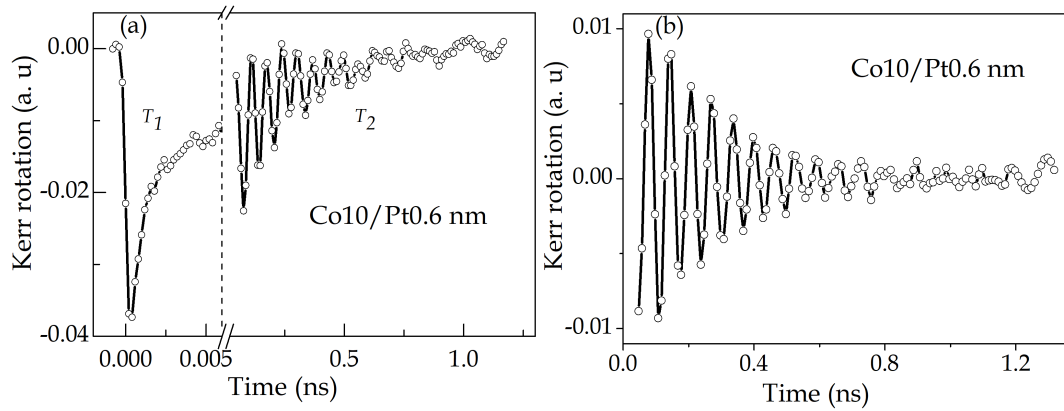 (a)
0.00
-0.02
-0.04
Kerr rotation (a. u)
T1
T2
Co10/Pt0.6 nm
0.000
0.005
0.5
1.0
Time (ns)
(b)
0.01
0.00
-0.01
Kerr rotation (a. u)
Co10/Pt0.6 nm
0.0
0.4
0.8
1.2
Time (ns)